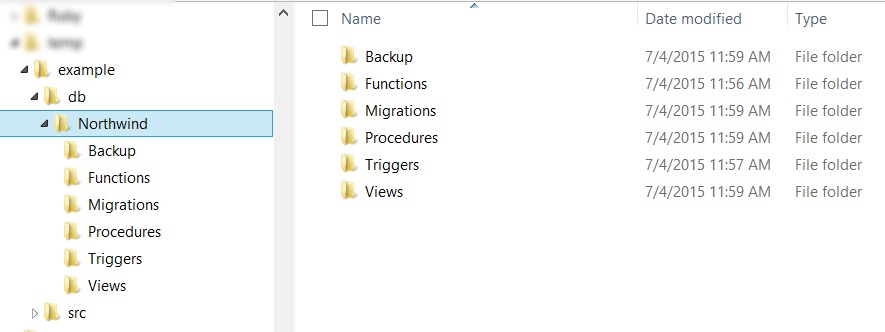 example
db
Northwind
Backup
Functions
Migrations
Procedures
Triggers
Views
src
Name Date modified Type
Backup 7/4/2015 11:59 AM File folder
Functions 7/4/2015 11:56 AM File folder
Migrations 7/4/2015 11:59 AM File folder
Procedures 7/4/2015 11:59 AM File folder
Triggers 7/4/2015 11:57 AM File folder
Views 7/4/2015 11:59 AM File folder